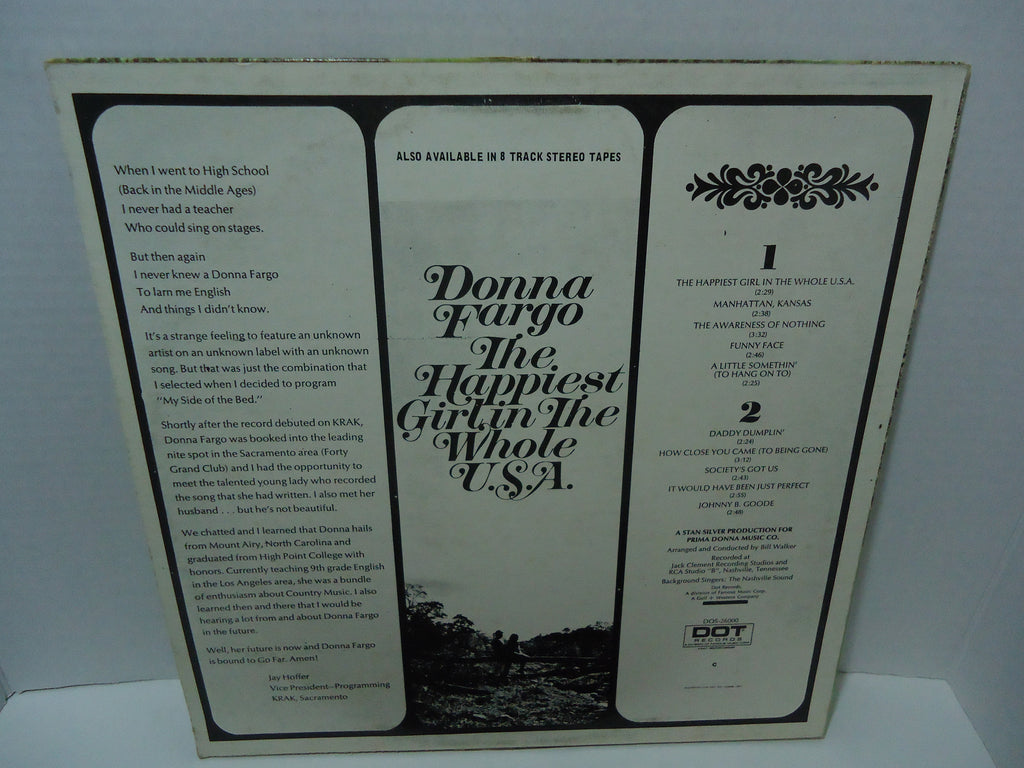 When I went to High School
(Back in the Middle Ages)
I never had a teacher
Who could sing on stages.
But then again
I never knew a Donna Fargo
To larn me English
And things I didn't know.
It's a strange feeling to feature an unknown
artist on an unknown label with an unknown
song. But that was just the combination that
I selected when I decided to program
"My Side of the Bed."
Shortly after the record debuted on KRAK,
Donna Fargo was booked into the leading
nite spot in the Sacramento area (Forty
Grand Club) and I had the opportunity to
meet the talented young lady who recorded
the song that she had written. I also met her
husband . . . but he's not beautiful.
We chatted and I learned that Donna hails
from Mount Airy, North Carolina and
graduated from High Point College with
honors. Currently teaching 9th grade English
in the Los Angeles area, she was a bundle
of enthusiasm about Country Music. I also
learned then and there that I would be
hearing a lot from and about Donna Fargo
in the future.
Well, her future is now and Donna Fargo
is bound to Go Far. Amen!
Jay Hoffer
Vice President—Programming
KRAK, Sacramento
ALSO AVAILABLE IN 8 TRACK STEREO TAPES
Donna
Fargo
The
Happiest
Girl in The
Whole
U.S.A.
1
THE HAPPIEST GIRL IN THE WHOLE U.S.A.
(2:29)
MANHATTAN, KANSAS
(2:38)
THE AWARENESS OF NOTHING
(3:32)
FUNNY FACE
(2:46)
A LITTLE SOMETHIN'
(TO HANG ON TO)
(2:25)
2
DADDY DUMPLIN'
(2:24)
HOW CLOSE YOU CAME (TO BEING GONE)
(3:12)
SOCIETY'S GOT US
(2:43)
IT WOULD HAVE BEEN JUST PERFECT
(2:55)
JOHNNY B. GOODE
(2:48)
A STAN SILVER PRODUCTION FOR
PRIMA DONNA MUSIC CO.
Arranged and Conducted by Bill Walker
Recorded at
Jack Clement Recording Studios and
RCA Studio "B", Nashville, Tennessee
Background Singers: The Nashville Sound
Dot Records,
A division of Famous Music Corp.
A Gulf + Western Company
DOS-26000
DOT
RECORDS
C